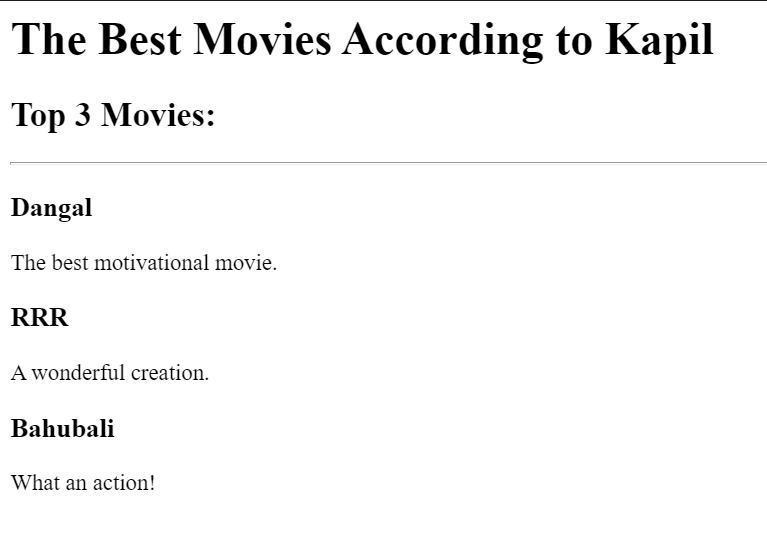 The Best Movies According to Kapil
Top 3 Movies:
Dangal
The best motivational movie.
RRR
A wonderful creation.
Bahubali
What an action!